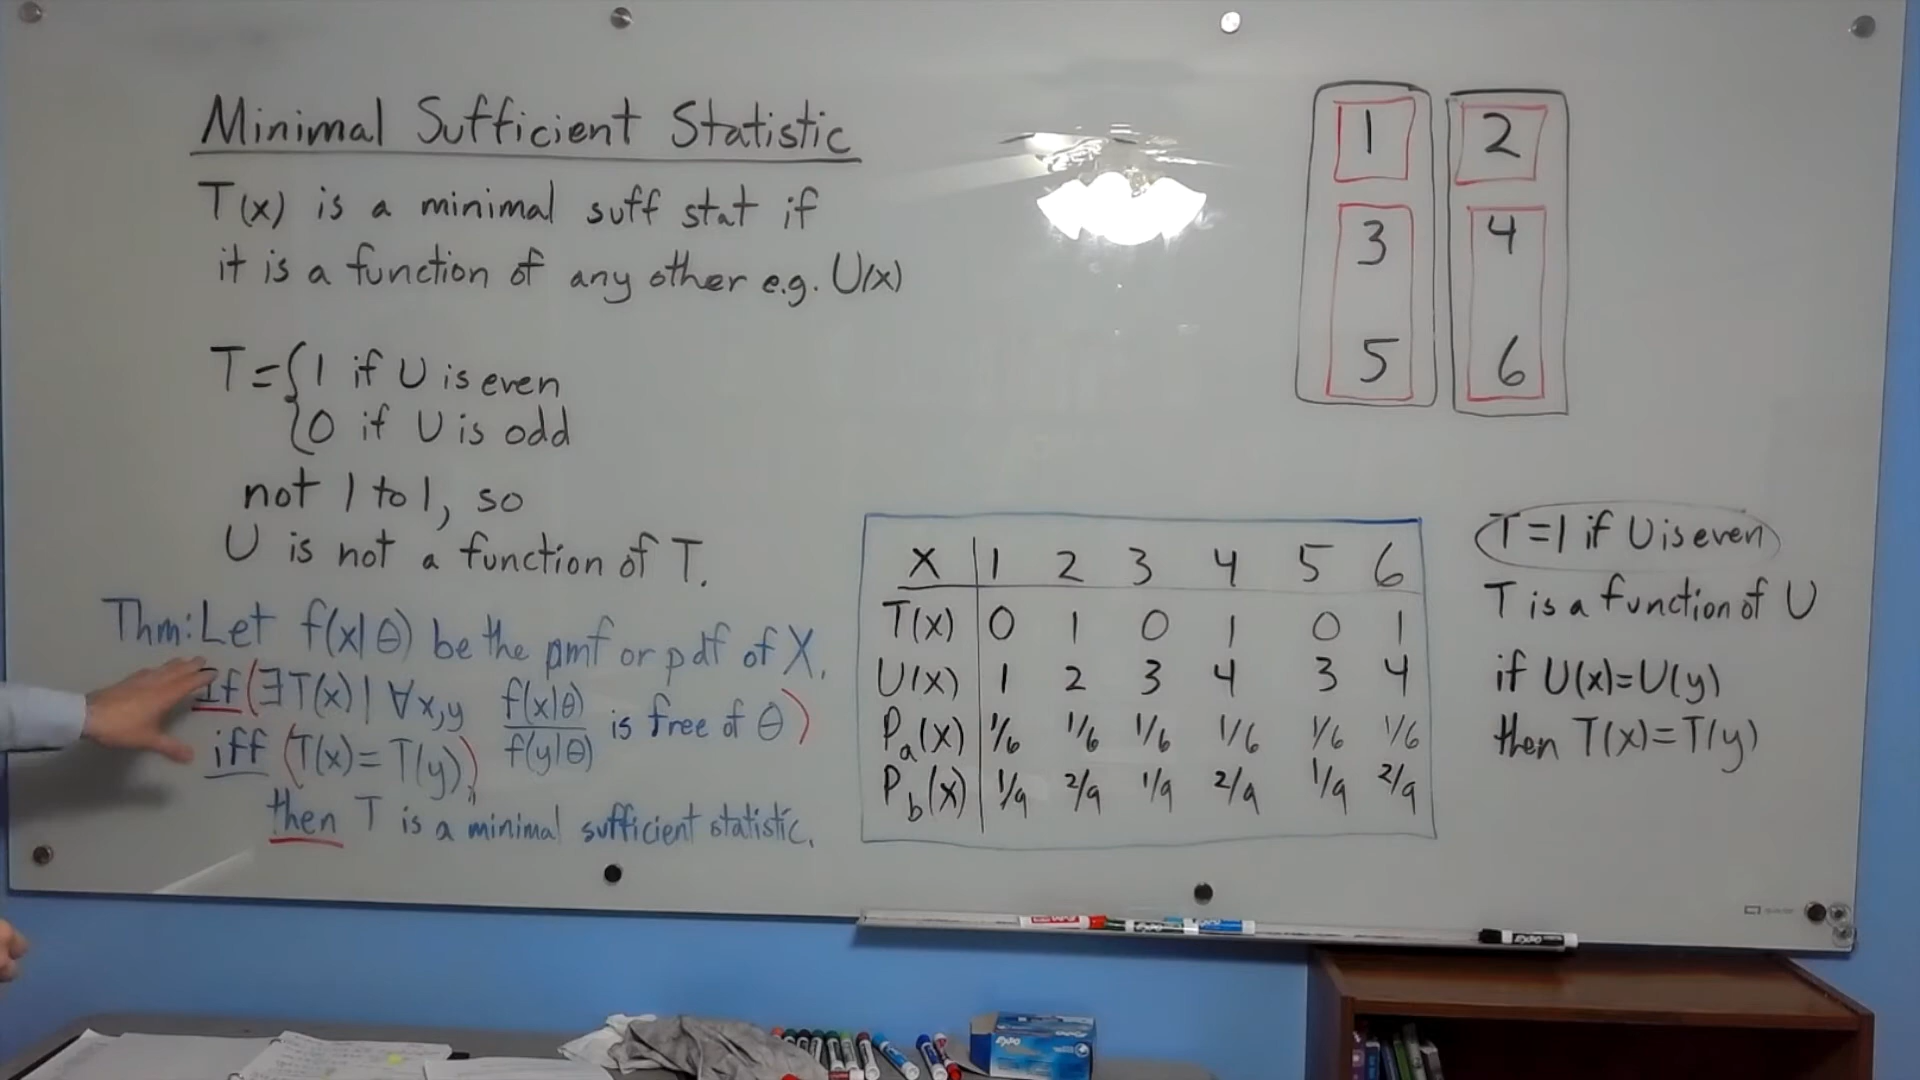 Minimal Sufficient Statistic
T(x) is a minimal suff stat if
it is a function of any other e.g. U(x)
T={1 if U is even
{0 if U is odd
not 1 to 1, so
U is not a function of T.
Thm: Let f(x|θ) be the pmf or pdf of X.
If (∃T(x) | ∀x,y f(x|θ)/f(y|θ) is free of θ)
iff (T(x)=T(y)),
then T is a minimal sufficient statistic.
1 2
3 4
5 6
X | 1 2 3 4 5 6
T(x) | 0 1 0 1 0 1
U(x) | 1 2 3 4 3 4
Pa(x) | 1/6 1/6 1/6 1/6 1/6 1/6
Pb(x) | 1/9 2/9 1/9 2/9 1/9 2/9
T=1 if U is even
T is a function of U
if U(x)=U(y)
then T(x)=T(y)
EXPO
EXPO
EXPO